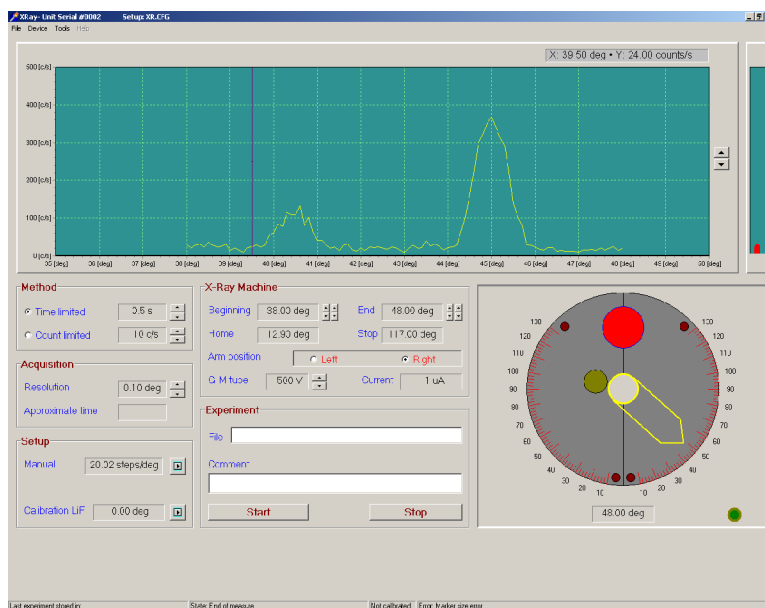 XRay- Unit Serial #0002 Setup: XR.CFG
File Device Tools Help
X: 39.50 deg • Y: 24.00 counts/s
500 [c/s]
400 [c/s]
300 [c/s]
200 [c/s]
100 [c/s]
0 [c/s]
35 [deg] 36 [deg] 37 [deg] 38 [deg] 39 [deg] 40 [deg] 41 [deg] 42 [deg] 43 [deg] 44 [deg] 45 [deg] 46 [deg] 47 [deg] 48 [deg] 49 [deg] 50 [deg]
Method
Time limited 0.5 s
Count limited 10 c/s
Acquisition
Resolution 0.10 deg
Approximate time
Setup
Manual 20.02 steps/deg
Calibration LiF 0.00 deg
X-Ray Machine
Beginning 38.00 deg End 48.00 deg
Home 12.90 deg Stop 117.00 deg
Arm position Left Right
G-M tube 500 V Current 1 uA
Experiment
File
Comment
Start Stop
130 130
120 120
110 110
100 100
90 90
80 80
70 70
60 60
50 50
40 40
30 30
20 20
10 10
48.00 deg
Last experiment stored in: State: End of measure Not calibrated Error: Marker size error